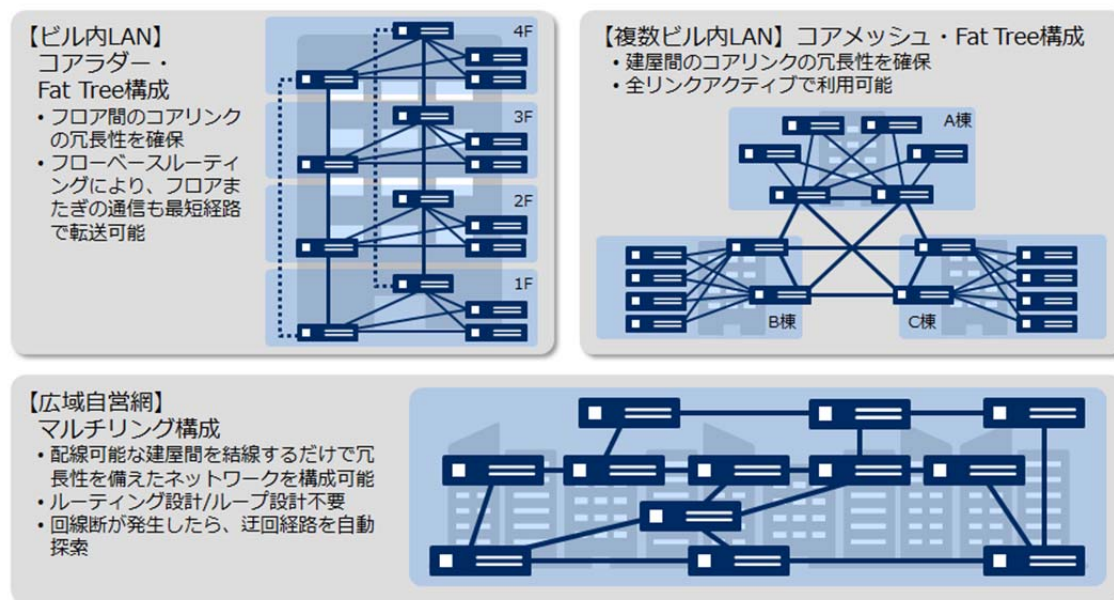 【ビル内LAN】
コアラダー・
Fat Tree構成
・フロア間のコアリンク
の冗長性を確保
・フローベースルーティ
ングにより、フロアま
たぎの通信も最短経路
で転送可能
4F
3F
2F
1F
【複数ビル内LAN】コアメッシュ・Fat Tree構成
・建屋間のコアリンクの冗長性を確保
・全リンクアクティブで利用可能
A棟
B棟
C棟
【広域自営網】
マルチリング構成
・配線可能な建屋間を結線するだけで冗
長性を備えたネットワークを構成可能
・ルーティング設計/ループ設計不要
・回線断が発生したら、迂回経路を自動
探索